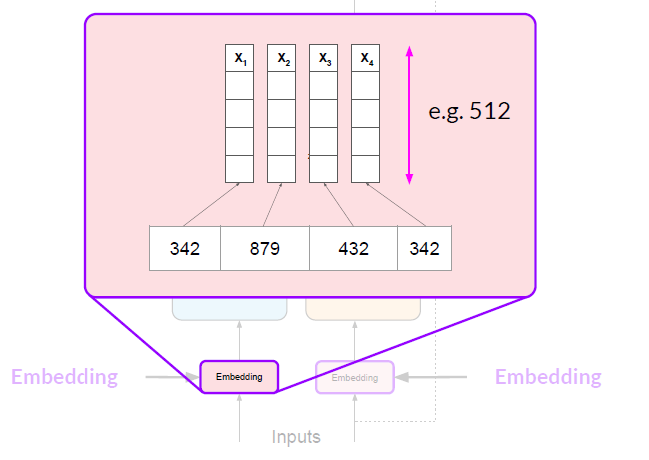 X1 X2 X3 X4
e.g. 512
342 879 432 342
Embedding Embedding Embedding Embedding
Inputs